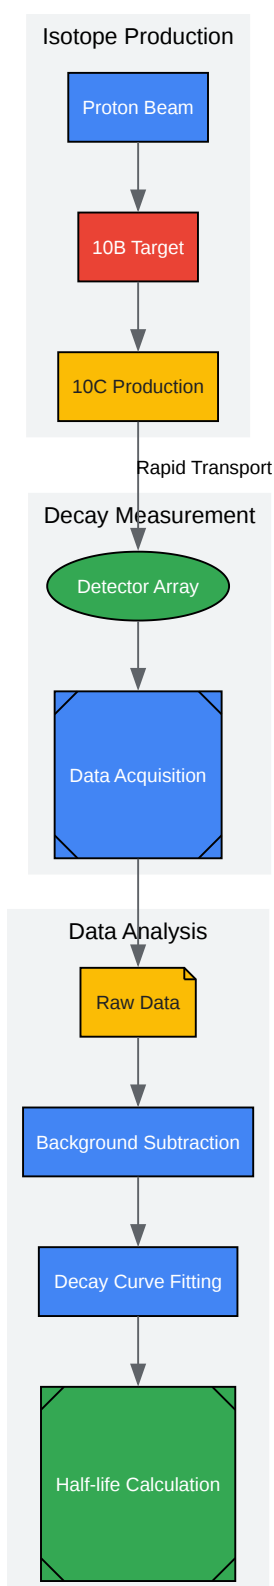 Isotope Production
Proton Beam
10B Target
10C Production
Rapid Transport
Decay Measurement
Detector Array
Data Acquisition
Data Analysis
Raw Data
Background Subtraction
Decay Curve Fitting
Half-life Calculation